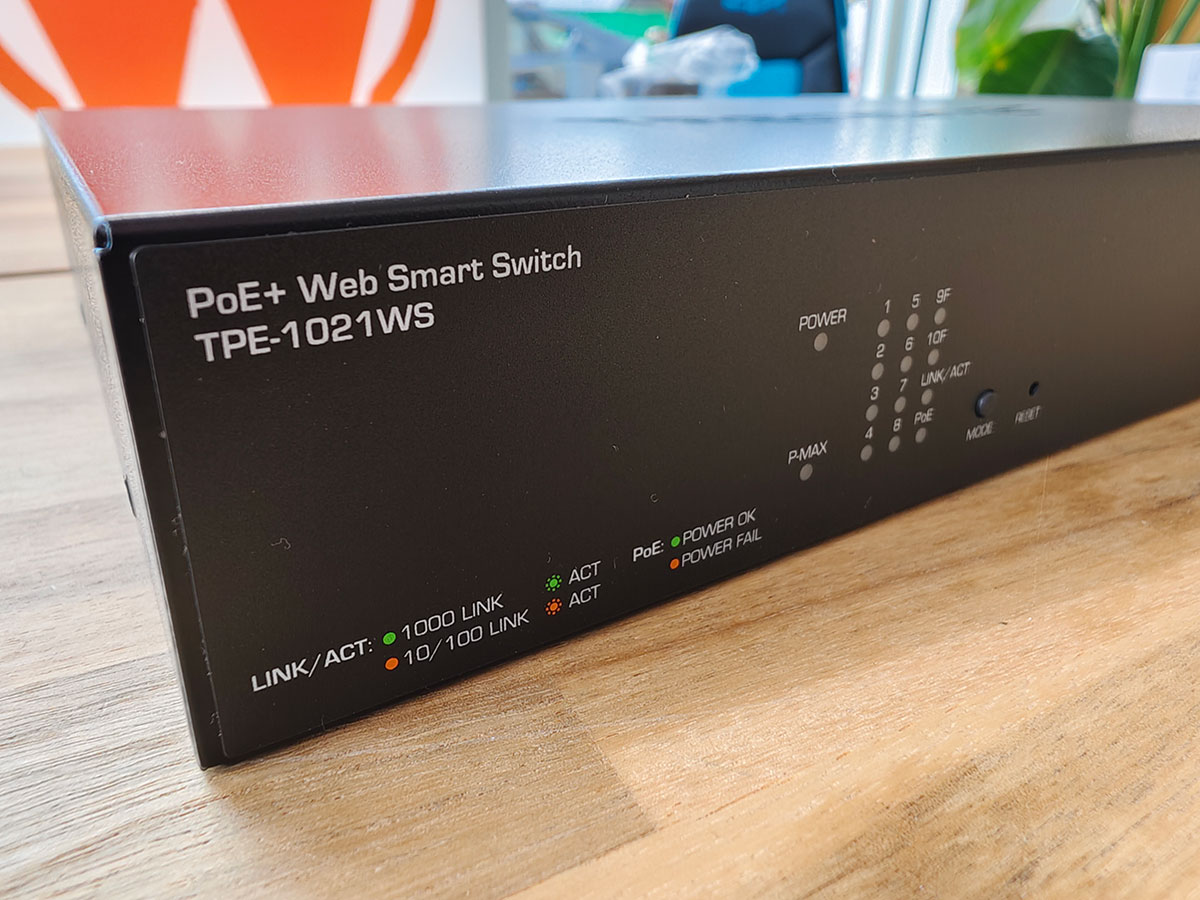 PoE+ Web Smart Switch
TPE-1021WS
POWER
1 5 9F
2 6 10F
3 7 LINK/ACT
4 8 PoE
P-MAX
MODE
RESET
LINK/ACT: 1000 LINK ACT
10/100 LINK ACT
PoE: POWER OK
POWER FAIL